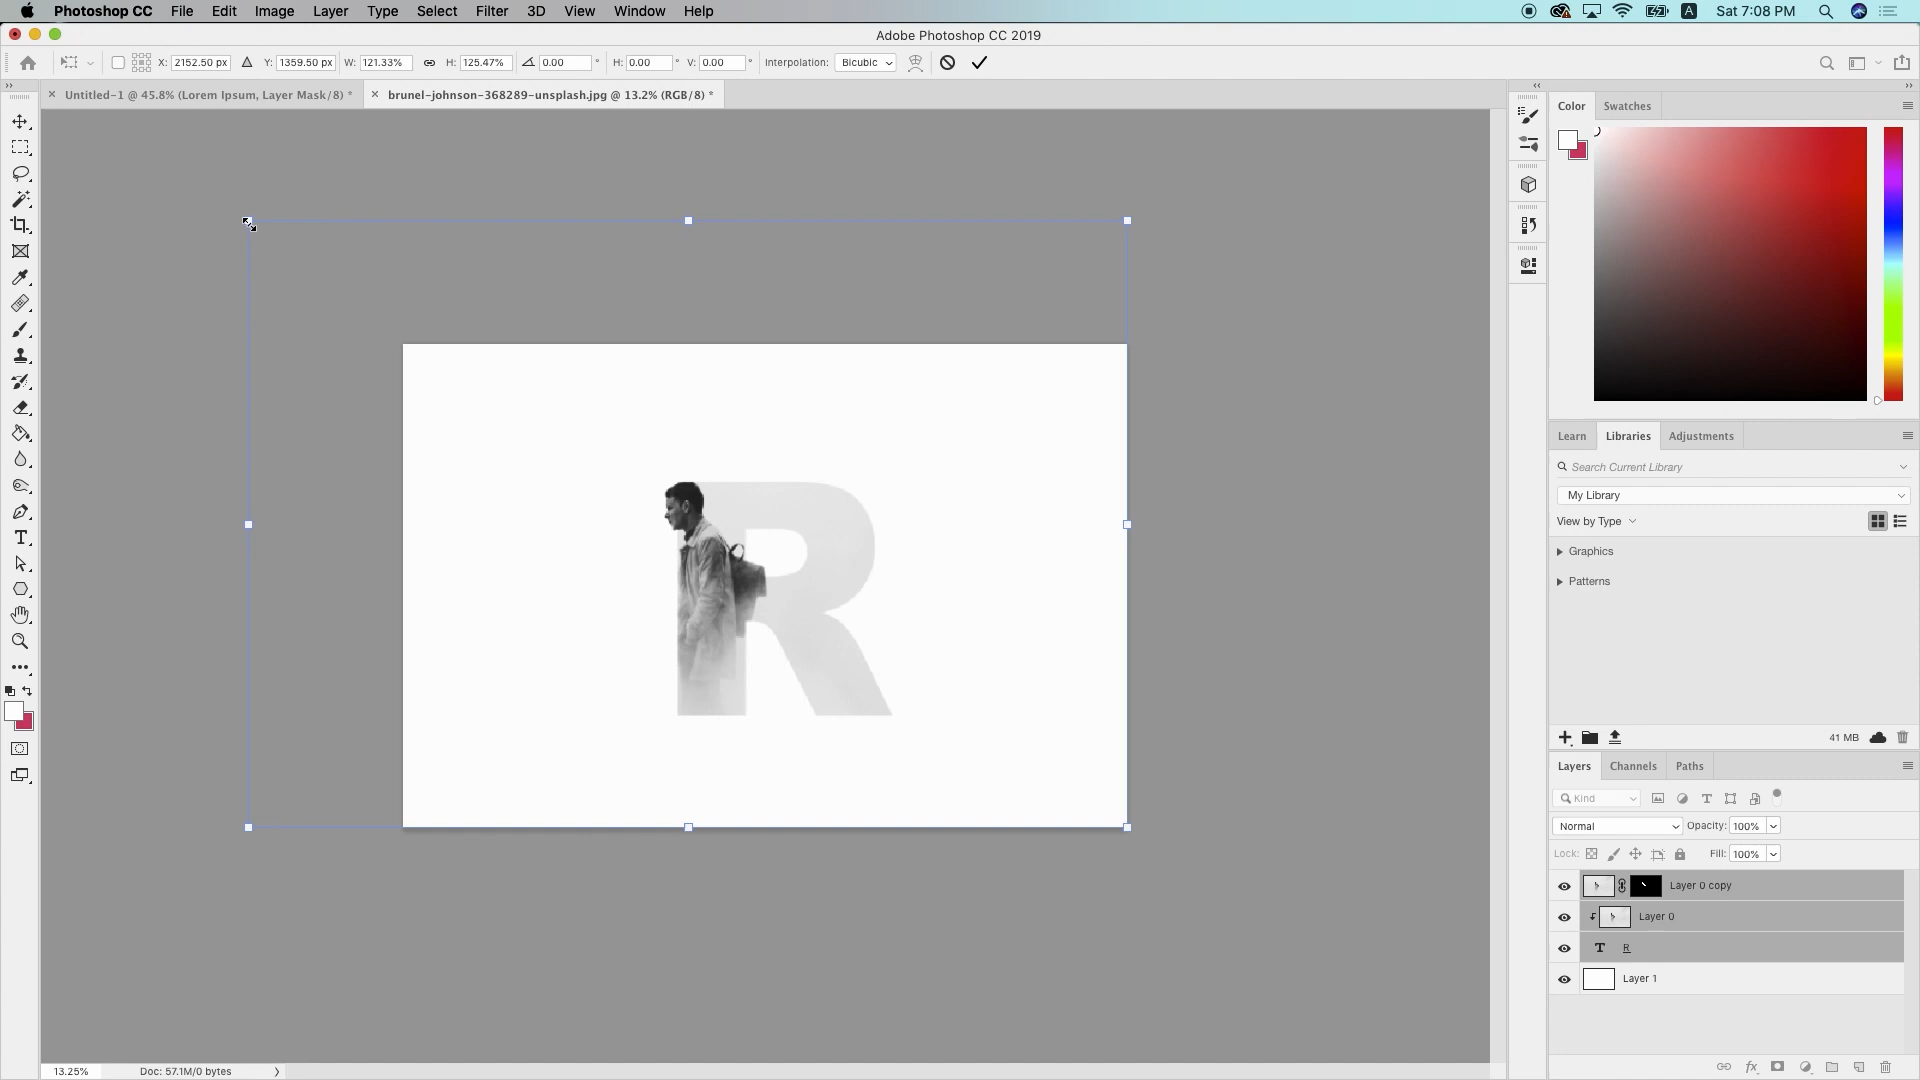 Photoshop CC File Edit Image Layer Type Select Filter 3D View Window Help A Sat 7:08 PM
Adobe Photoshop CC 2019
X: 2152.50 px Y: 1359.50 px W: 121.33% H: 125.47% 0.00 ° H: 0.00 ° V: 0.00 ° Interpolation: Bicubic
× Untitled-1 @ 45.8% (Lorem Ipsum, Layer Mask/8) * × brunel-johnson-368289-unsplash.jpg @ 13.2% (RGB/8) *
Color Swatches
R
Learn Libraries Adjustments
Search Current Library
My Library
View by Type
Graphics
Patterns
41 MB
Layers Channels Paths
Kind
Normal Opacity: 100%
Lock: Fill: 100%
Layer 0 copy
Layer 0
T R
Layer 1
13.25% Doc: 57.1M/0 bytes
fx